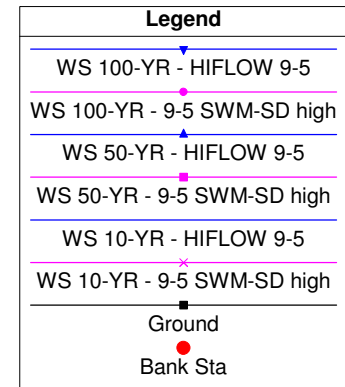 Legend
WS 100-YR - HIFLOW 9-5
WS 100-YR - 9-5 SWM-SD high
WS 50-YR - HIFLOW 9-5
WS 50-YR - 9-5 SWM-SD high
WS 10-YR - HIFLOW 9-5
WS 10-YR - 9-5 SWM-SD high
Ground
Bank Sta